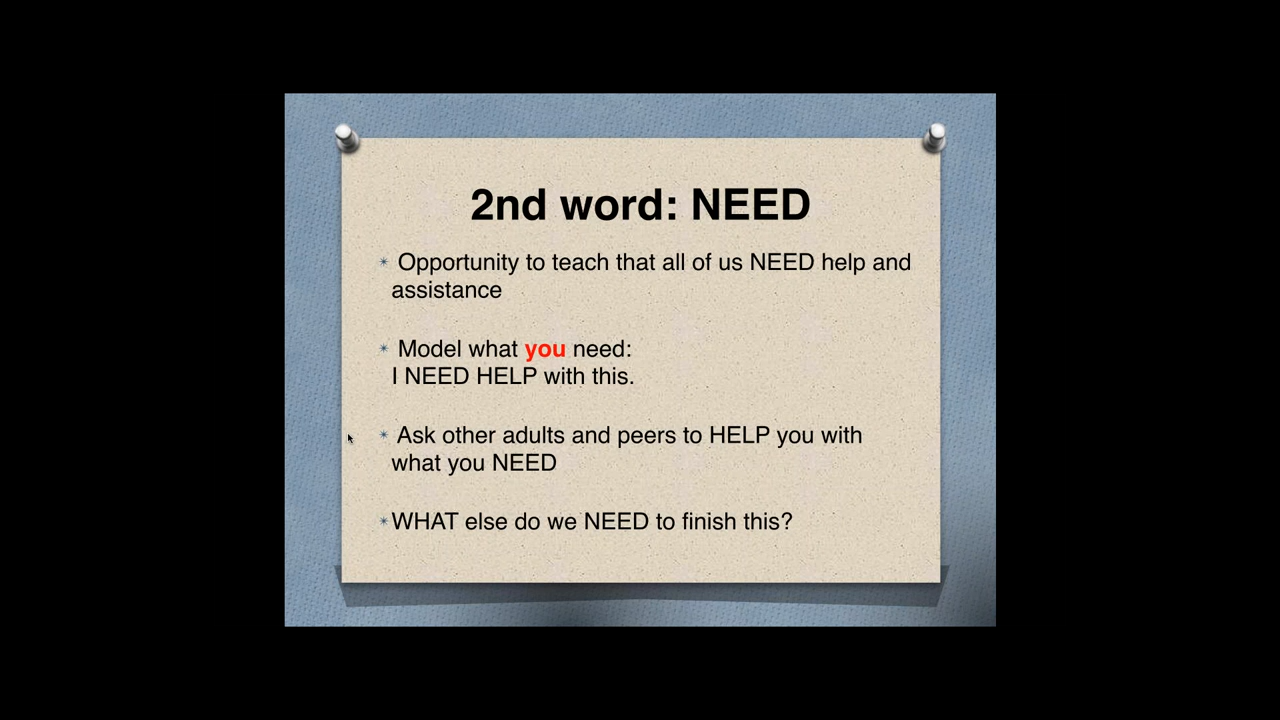 2nd word: NEED
* Opportunity to teach that all of us NEED help and
assistance
* Model what you need:
I NEED HELP with this.
* Ask other adults and peers to HELP you with
what you NEED
*WHAT else do we NEED to finish this?